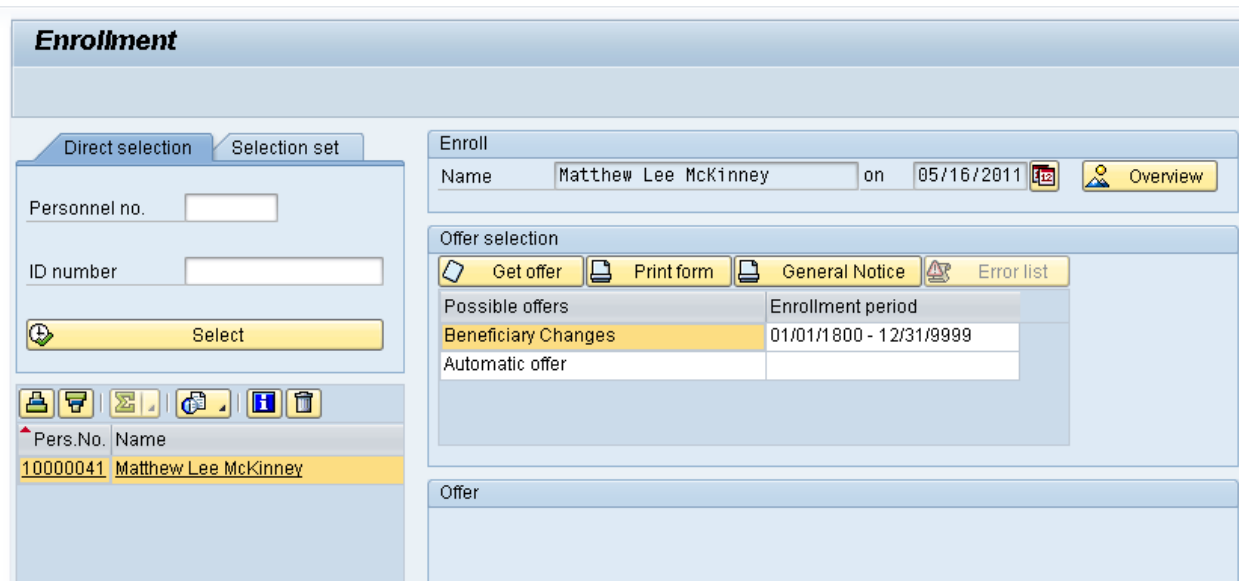 Enrollment
Direct selection Selection set
Personnel no.
ID number
Select
Pers.No. Name
10000041 Matthew Lee McKinney
Enroll
Name Matthew Lee McKinney on 05/16/2011 12 Overview
Offer selection
Get offer Print form General Notice Error list
Possible offers Enrollment period
Beneficiary Changes 01/01/1800 - 12/31/9999
Automatic offer
Offer